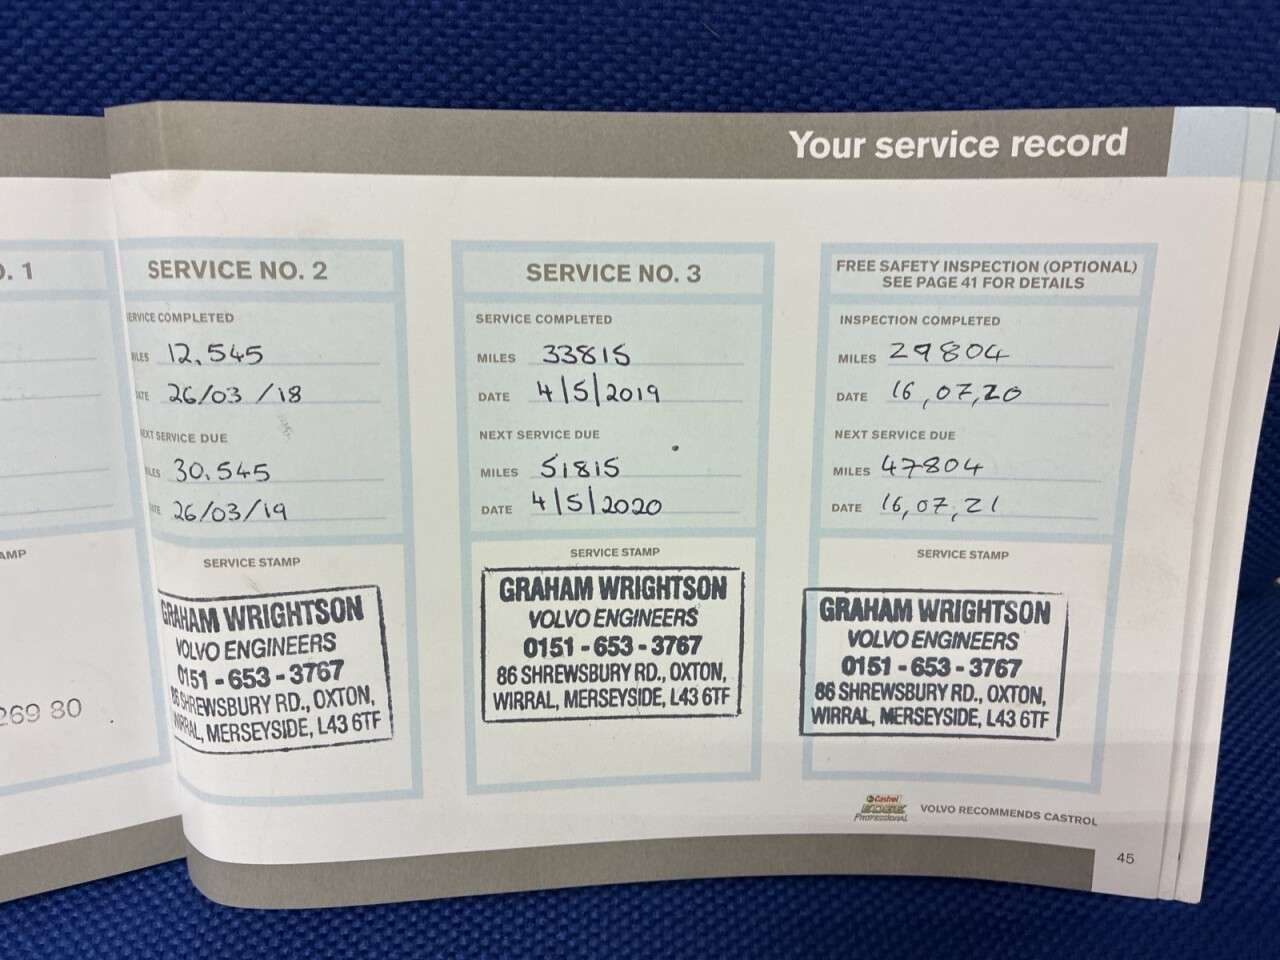 Your service record
0. 1
AMP
269 80
SERVICE NO. 2
ERVICE COMPLETED
MILES 12.545
DATE 26/03/18
NEXT SERVICE DUE
MILES 30.545
DATE 26/03/19
SERVICE STAMP
GRAHAM WRIGHTSON
VOLVO ENGINEERS
0151 - 653 - 3767
86 SHREWSBURY RD., OXTON,
WIRRAL, MERSEYSIDE, L43 6TF
SERVICE NO. 3
SERVICE COMPLETED
MILES 33815
DATE 4/5/2019
NEXT SERVICE DUE
MILES 51815
DATE 4/5/2020
SERVICE STAMP
GRAHAM WRIGHTSON
VOLVO ENGINEERS
0151 - 653 - 3767
86 SHREWSBURY RD., OXTON,
WIRRAL, MERSEYSIDE, L43 6TF
FREE SAFETY INSPECTION (OPTIONAL)
SEE PAGE 41 FOR DETAILS
INSPECTION COMPLETED
MILES 29804
DATE 16,07,20
NEXT SERVICE DUE
MILES 47804
DATE 16,07,21
SERVICE STAMP
GRAHAM WRIGHTSON
VOLVO ENGINEERS
0151 - 653 - 3767
86 SHREWSBURY RD., OXTON,
WIRRAL, MERSEYSIDE, L43 6TF
Castrol
EDGE
PROFESSIONAL
VOLVO RECOMMENDS CASTROL
45